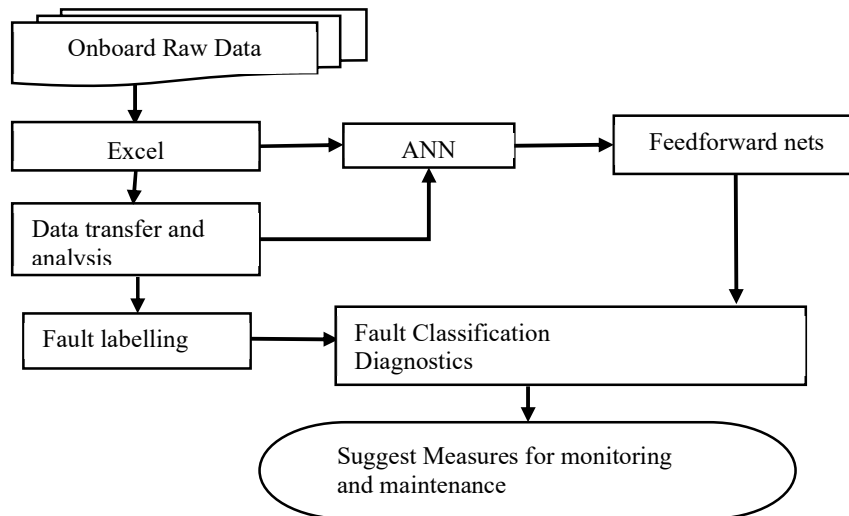 Onboard Raw Data
Excel
ANN
Feedforward nets
Data transfer and
analysis
Fault labelling
Fault Classification
Diagnostics
Suggest Measures for monitoring
and maintenance